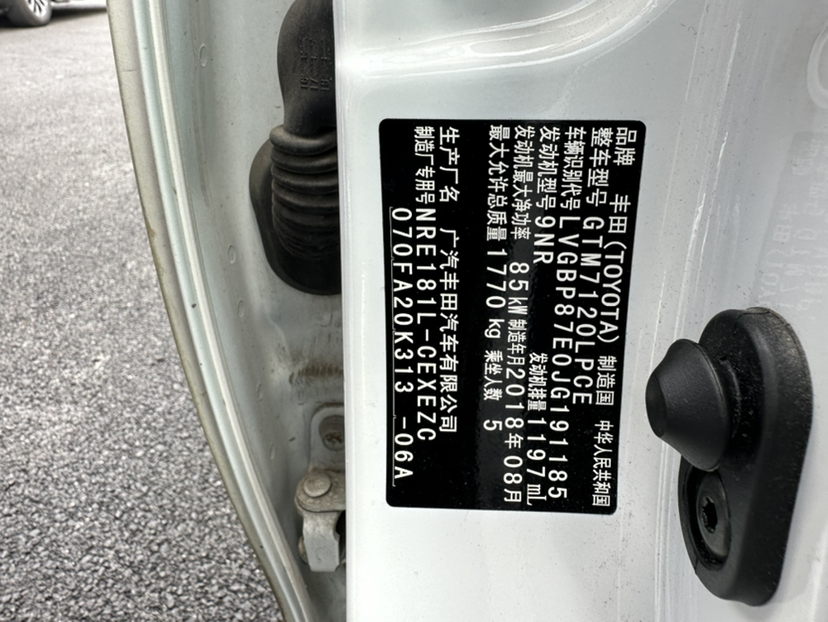 品牌 丰田(TOYOTA) 制造国 中华人民共和国
整车型号 GTM7120LPCE
车辆识别代号 LVGBP87E0JG191185
发动机型号 9NR 发动机排量 1197mL
发动机最大净功率 85kW 制造年月 2018年08月
最大允许总质量 1770kg 乘坐人数 5
生产厂名 广汽丰田汽车有限公司
制造厂专用号 NRE181L-CEXEZC
070FA20K313 -06A